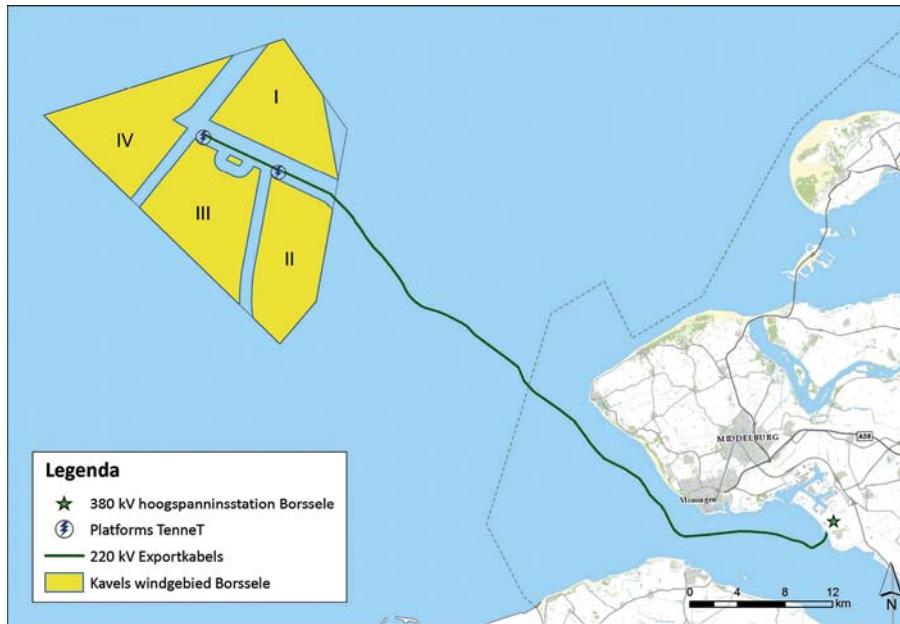 I
IV
III
II
MIDDELBURG
A58
Vlissingen
Legenda
380 kV hoogspanninsstation Borssele
Platforms TenneT
220 kV Exportkabels
Kavels windgebied Borssele
0 4 8 12
km
N